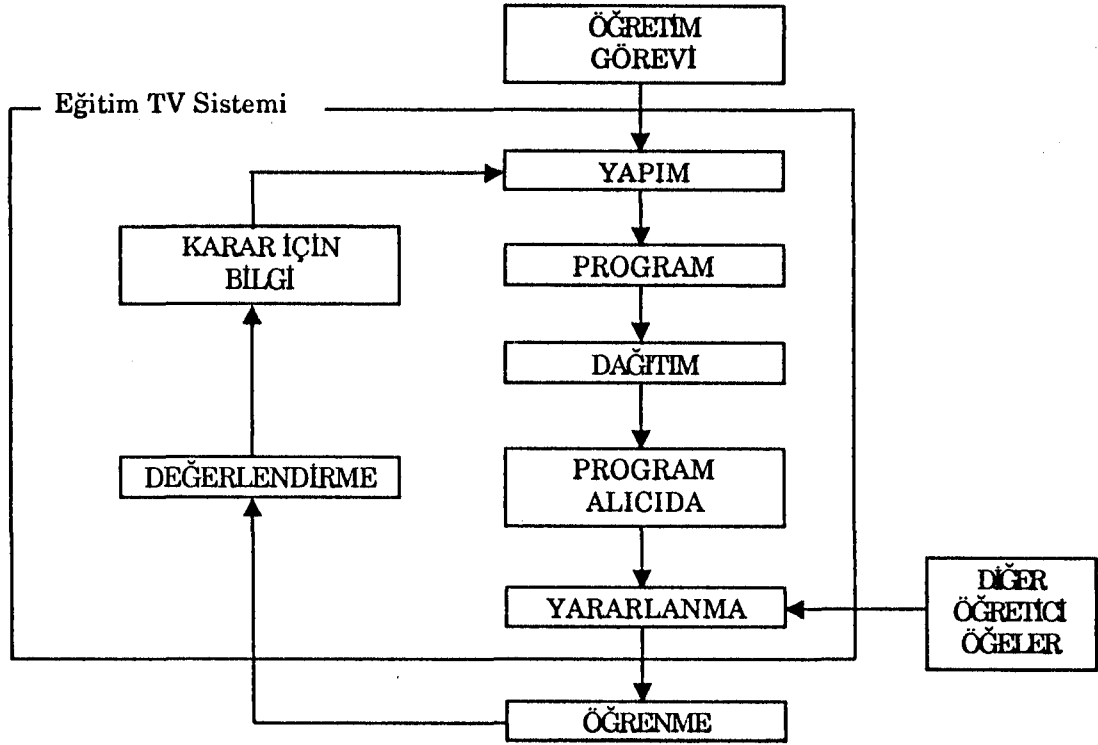 ÖĞRETİM
GÖREVİ
Eğitim TV Sistemi
YAPIM
KARAR İÇİN
BİLGİ
PROGRAM
DAĞITIM
DEĞERLENDİRME
PROGRAM
ALICIDA
YARARLANMA
DİĞER
ÖĞRETİCİ
ÖĞELER
ÖĞRENME